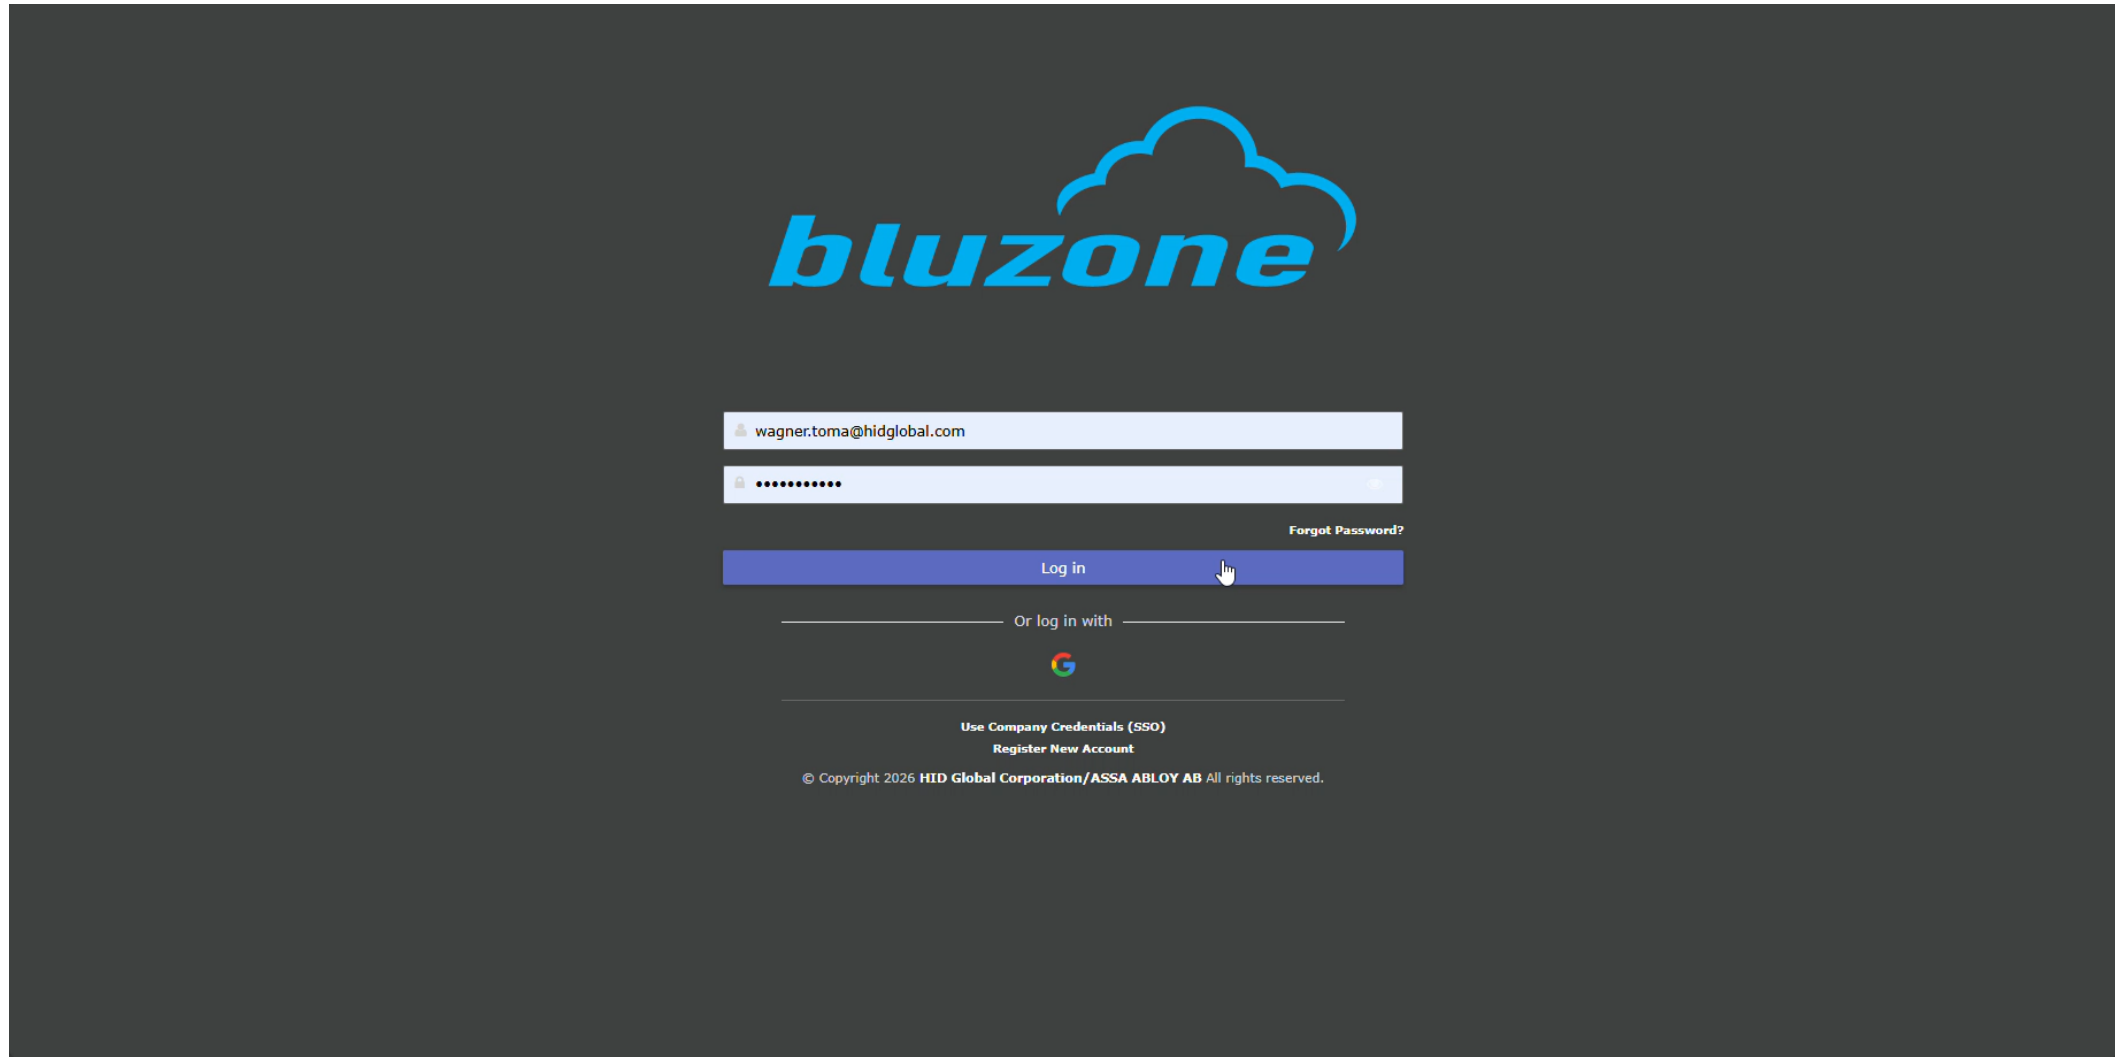 bluzone
wagner.toma@hidglobal.com
•••••••••••
Forgot Password?
Log in
Or log in with
Use Company Credentials (SSO)
Register New Account
© Copyright 2026 HID Global Corporation/ASSA ABLOY AB All rights reserved.